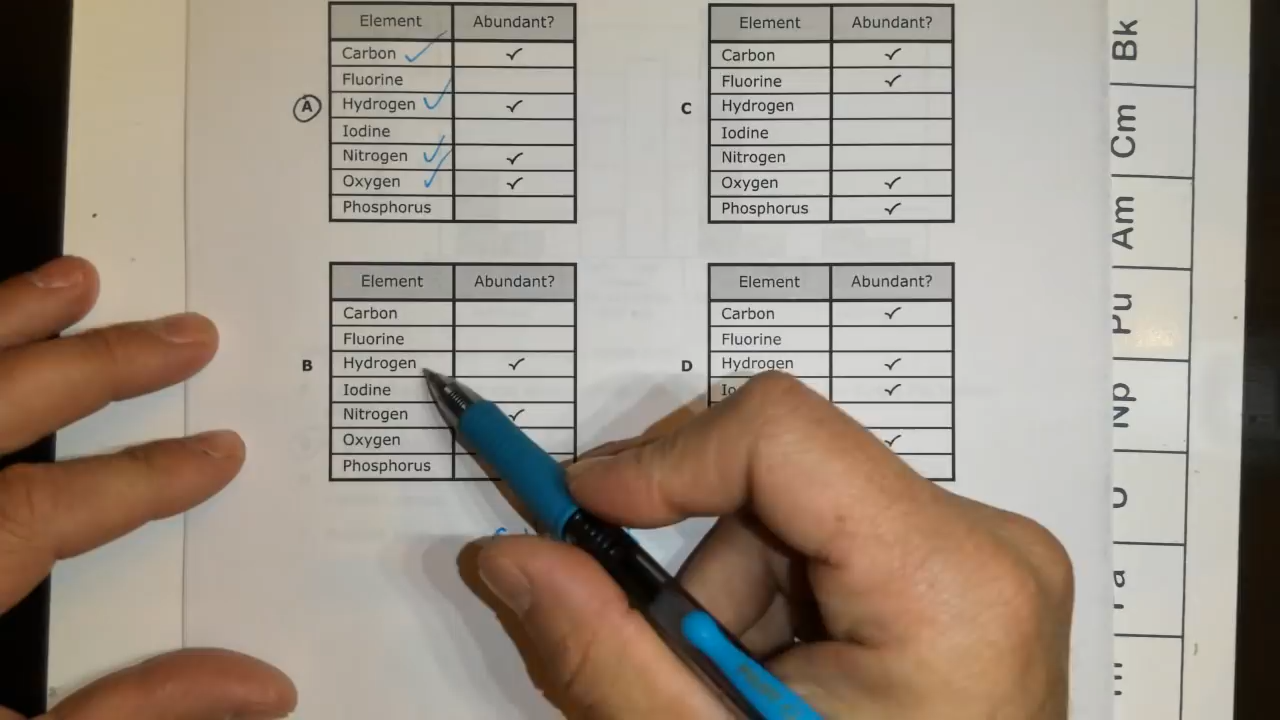 Element Abundant?
Carbon ✓ ✓
Fluorine
Hydrogen ✓ ✓
Iodine
Nitrogen ✓ ✓
Oxygen ✓ ✓
Phosphorus
A
Element Abundant?
Carbon ✓
Fluorine ✓
Hydrogen
Iodine
Nitrogen
Oxygen ✓
Phosphorus ✓
C
Element Abundant?
Carbon
Fluorine
Hydrogen ✓
Iodine
Nitrogen ✓
Oxygen
Phosphorus
B
Element Abundant?
Carbon ✓
Fluorine
Hydrogen ✓
✓
✓
D
Bk
Cm
Am
Pu
Np
U